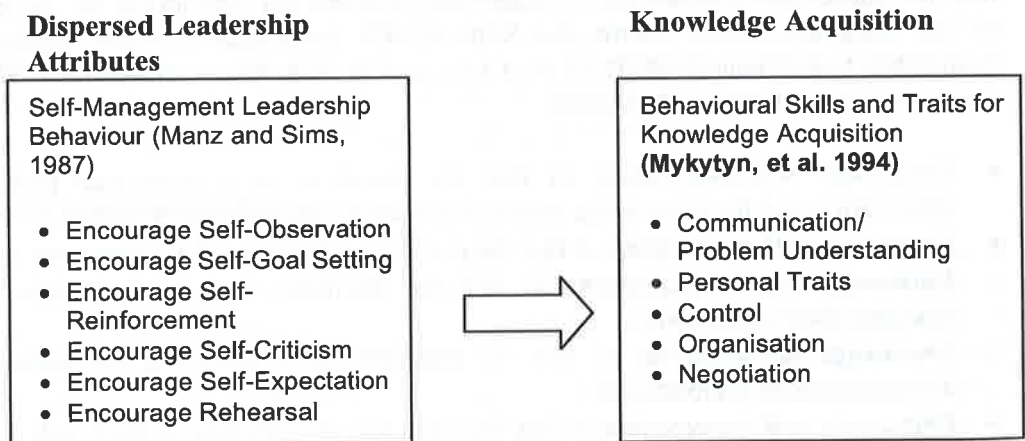 Dispersed Leadership
Attributes
Self-Management Leadership
Behaviour (Manz and Sims,
1987)
• Encourage Self-Observation
• Encourage Self-Goal Setting
• Encourage Self-
Reinforcement
• Encourage Self-Criticism
• Encourage Self-Expectation
• Encourage Rehearsal
Knowledge Acquisition
Behavioural Skills and Traits for
Knowledge Acquisition
(Mykytyn, et al. 1994)
• Communication/
Problem Understanding
• Personal Traits
• Control
• Organisation
• Negotiation